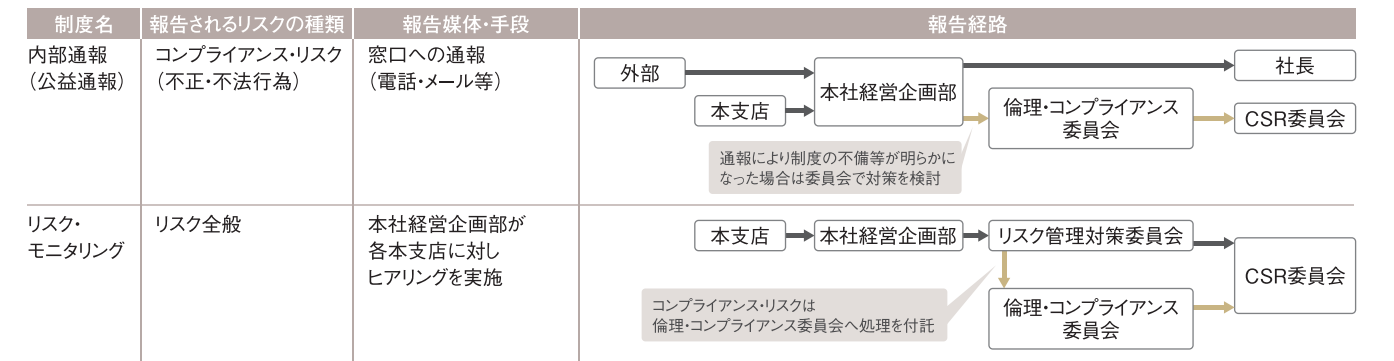 制度名
報告されるリスクの種類
報告媒体・手段
報告経路
内部通報
（公益通報）
コンプライアンス・リスク
（不正・不法行為）
窓口への通報
（電話・メール等）
外部
本支店
本社経営企画部
社長
倫理・コンプライアンス
委員会
CSR委員会
通報により制度の不備等が明らかに
なった場合は委員会で対策を検討
リスク・
モニタリング
リスク全般
本社経営企画部が
各本支店に対し
ヒアリングを実施
本支店
本社経営企画部
リスク管理対策委員会
CSR委員会
コンプライアンス・リスクは
倫理・コンプライアンス委員会へ処理を付託
倫理・コンプライアンス
委員会